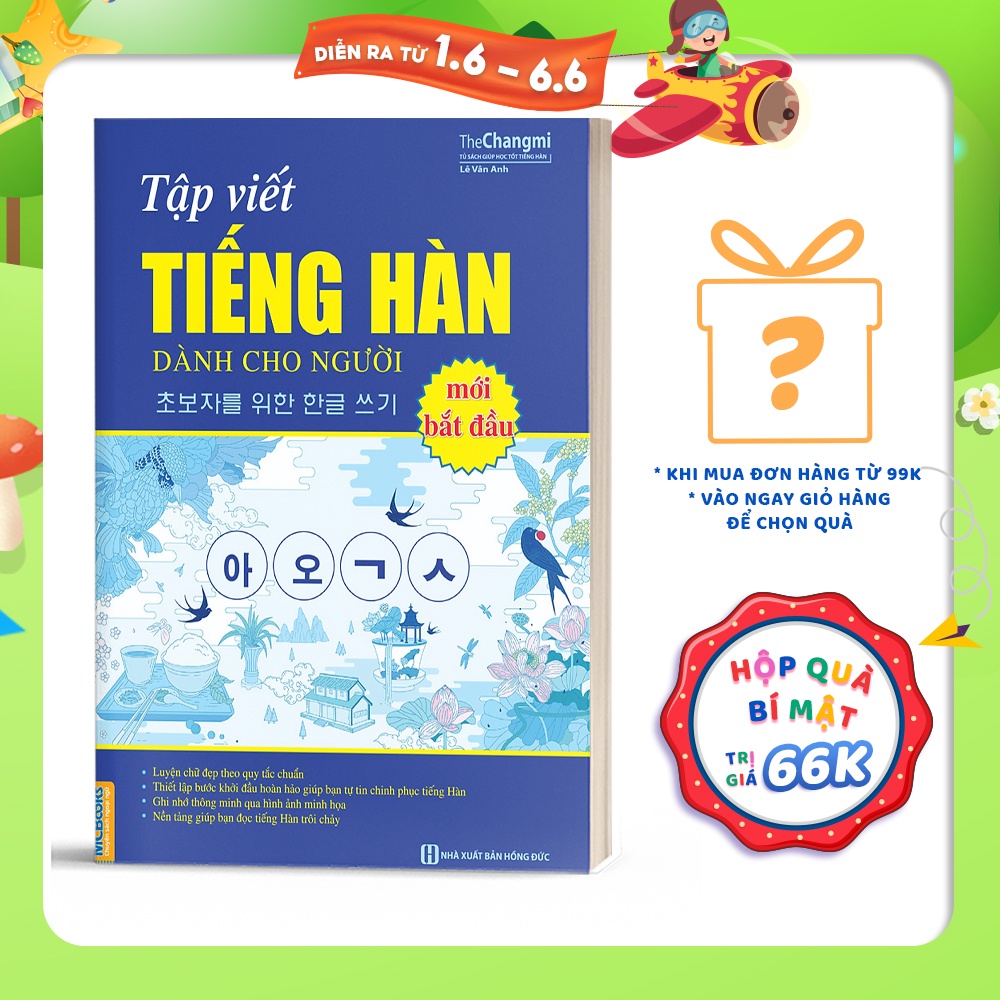 DIỄN RA TỪ 1.6 – 6.6
TheChangmi
TỦ SÁCH GIÚP HỌC TỐT TIẾNG HÀN
Lê Vân Anh
Tập viết
TIẾNG HÀN
DÀNH CHO NGƯỜI
초보자를 위한 한글 쓰기
mới
bắt đầu
아 오 ㄱ ㅅ
• Luyện chữ đẹp theo quy tắc chuẩn
• Thiết lập bước khởi đầu hoàn hảo giúp bạn tự tin chinh phục tiếng Hàn
• Ghi nhớ thông minh qua hình ảnh minh họa
• Nền tảng giúp bạn đọc tiếng Hàn trôi chảy
MCBooks
Chuyên sách ngoại ngữ
NHÀ XUẤT BẢN HỒNG ĐỨC
?
* KHI MUA ĐƠN HÀNG TỪ 99K
* VÀO NGAY GIỎ HÀNG
ĐỂ CHỌN QUÀ
HỘP QUÀ
BÍ MẬT
TRỊ
GIÁ 66K